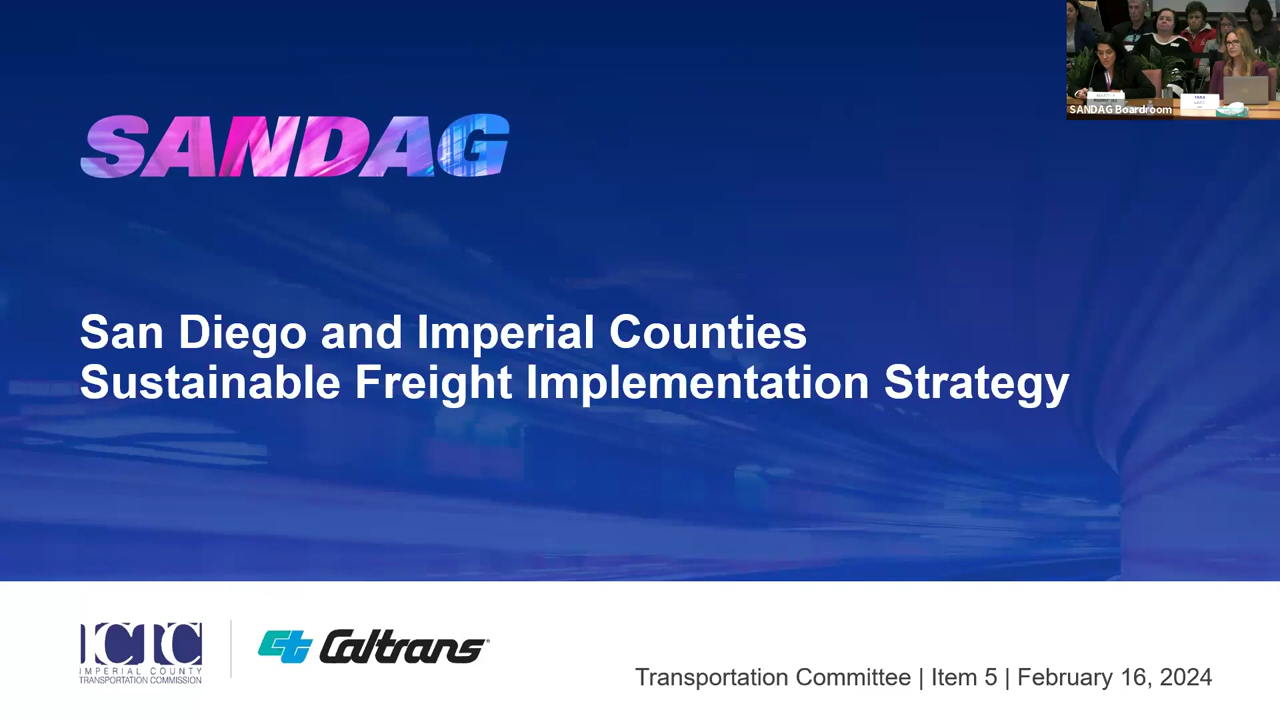 SANDAG
SANDAG Boardroom
San Diego and Imperial Counties
Sustainable Freight Implementation Strategy
ICTC
IMPERIAL COUNTY
TRANSPORTATION COMMISSION
Caltrans
Transportation Committee | Item 5 | February 16, 2024